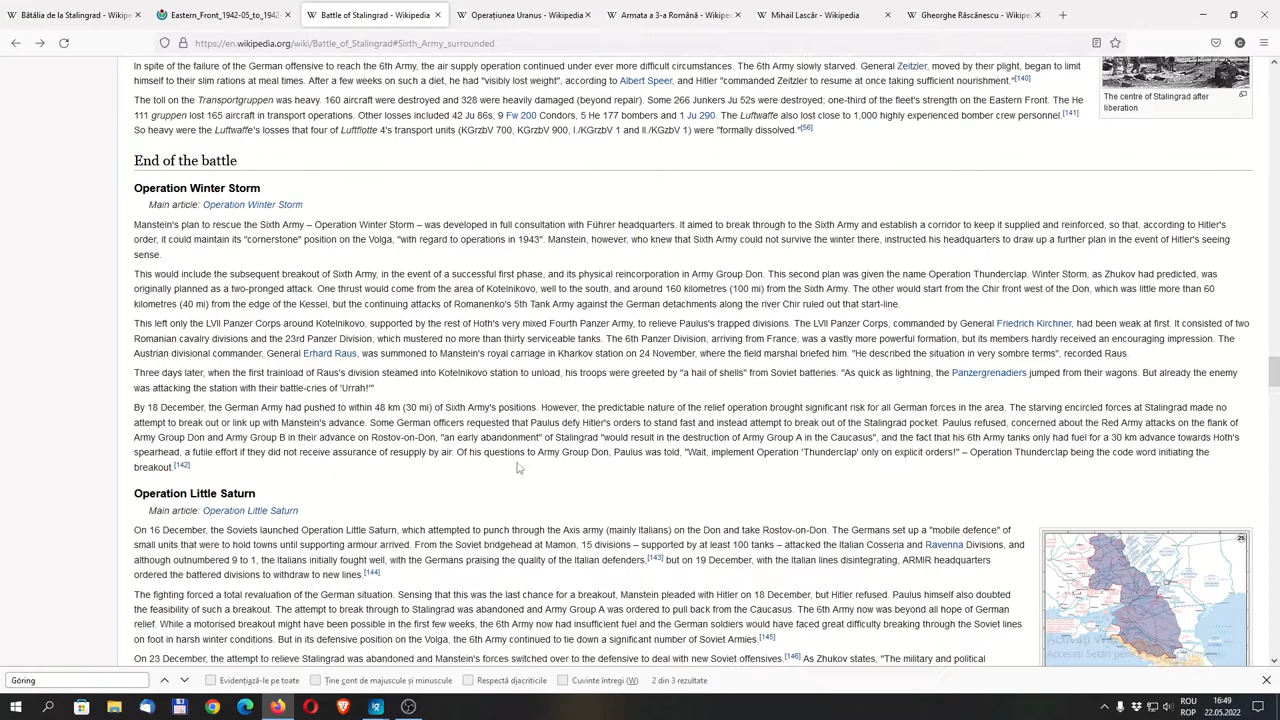 Bătălia de la Stalingrad - Wikipe
Eastern_Front_1942-05_to_1942-
Battle of Stalingrad - Wikipedia
Operațiunea Uranus - Wikipedia
Armata a 3-a Română - Wikiped
Mihail Lascăr - Wikipedia
Gheorghe Rășcănescu - Wikiped
https://en.wikipedia.org/wiki/Battle_of_Stalingrad#Sixth_Army_surrounded
In spite of the failure of the German offensive to reach the 6th Army, the air supply operation continued under ever more difficult circumstances. The 6th Army slowly starved. General Zeitzler, moved by their plight, began to limit
himself to their slim rations at meal times. After a few weeks on such a diet, he had "visibly lost weight", according to Albert Speer, and Hitler "commanded Zeitzler to resume at once taking sufficient nourishment."[140]
The toll on the Transportgruppen was heavy. 160 aircraft were destroyed and 328 were heavily damaged (beyond repair). Some 266 Junkers Ju 52s were destroyed; one-third of the fleet's strength on the Eastern Front. The He
111 gruppen lost 165 aircraft in transport operations. Other losses included 42 Ju 86s, 9 Fw 200 Condors, 5 He 177 bombers and 1 Ju 290. The Luftwaffe also lost close to 1,000 highly experienced bomber crew personnel.[141]
So heavy were the Luftwaffe's losses that four of Luftflotte 4's transport units (KGrzbV 700, KGrzbV 900, I./KGrzbV 1 and II./KGrzbV 1) were "formally dissolved."[56]
The centre of Stalingrad after
liberation
End of the battle
Operation Winter Storm
Main article: Operation Winter Storm
Manstein's plan to rescue the Sixth Army – Operation Winter Storm – was developed in full consultation with Führer headquarters. It aimed to break through to the Sixth Army and establish a corridor to keep it supplied and reinforced, so that, according to Hitler's
order, it could maintain its "cornerstone" position on the Volga, "with regard to operations in 1943". Manstein, however, who knew that Sixth Army could not survive the winter there, instructed his headquarters to draw up a further plan in the event of Hitler's seeing
sense.
This would include the subsequent breakout of Sixth Army, in the event of a successful first phase, and its physical reincorporation in Army Group Don. This second plan was given the name Operation Thunderclap. Winter Storm, as Zhukov had predicted, was
originally planned as a two-pronged attack. One thrust would come from the area of Kotelnikovo, well to the south, and around 160 kilometres (100 mi) from the Sixth Army. The other would start from the Chir front west of the Don, which was little more than 60
kilometres (40 mi) from the edge of the Kessel, but the continuing attacks of Romanenko's 5th Tank Army against the German detachments along the river Chir ruled out that start-line.
This left only the LVII Panzer Corps around Kotelnikovo, supported by the rest of Hoth's very mixed Fourth Panzer Army, to relieve Paulus's trapped divisions. The LVII Panzer Corps, commanded by General Friedrich Kirchner, had been weak at first. It consisted of two
Romanian cavalry divisions and the 23rd Panzer Division, which mustered no more than thirty serviceable tanks. The 6th Panzer Division, arriving from France, was a vastly more powerful formation, but its members hardly received an encouraging impression. The
Austrian divisional commander, General Erhard Raus, was summoned to Manstein's royal carriage in Kharkov station on 24 November, where the field marshal briefed him. "He described the situation in very sombre terms", recorded Raus.
Three days later, when the first trainload of Raus's division steamed into Kotelnikovo station to unload, his troops were greeted by "a hail of shells" from Soviet batteries. "As quick as lightning, the Panzergrenadiers jumped from their wagons. But already the enemy
was attacking the station with their battle-cries of 'Urrah!'"
By 18 December, the German Army had pushed to within 48 km (30 mi) of Sixth Army's positions. However, the predictable nature of the relief operation brought significant risk for all German forces in the area. The starving encircled forces at Stalingrad made no
attempt to break out or link up with Manstein's advance. Some German officers requested that Paulus defy Hitler's orders to stand fast and instead attempt to break out of the Stalingrad pocket. Paulus refused, concerned about the Red Army attacks on the flank of
Army Group Don and Army Group B in their advance on Rostov-on-Don, "an early abandonment" of Stalingrad "would result in the destruction of Army Group A in the Caucasus", and the fact that his 6th Army tanks only had fuel for a 30 km advance towards Hoth's
spearhead, a futile effort if they did not receive assurance of resupply by air. Of his questions to Army Group Don, Paulus was told, "Wait, implement Operation 'Thunderclap' only on explicit orders!" – Operation Thunderclap being the code word initiating the
breakout.[142]
Operation Little Saturn
Main article: Operation Little Saturn
On 16 December, the Soviets launched Operation Little Saturn, which attempted to punch through the Axis army (mainly Italians) on the Don and take Rostov-on-Don. The Germans set up a "mobile defence" of
small units that were to hold towns until supporting armour arrived. From the Soviet bridgehead at Mamon, 15 divisions – supported by at least 100 tanks – attacked the Italian Cosseria and Ravenna Divisions, and
although outnumbered 9 to 1, the Italians initially fought well, with the Germans praising the quality of the Italian defenders,[143] but on 19 December, with the Italian lines disintegrating, ARMIR headquarters
ordered the battered divisions to withdraw to new lines.[144]
The fighting forced a total revaluation of the German situation. Sensing that this was the last chance for a breakout, Manstein pleaded with Hitler on 18 December, but Hitler refused. Paulus himself also doubted
the feasibility of such a breakout. The attempt to break through to Stalingrad was abandoned and Army Group A was ordered to pull back from the Caucasus. The 6th Army now was beyond all hope of German
relief. While a motorised breakout might have been possible in the first few weeks, the 6th Army now had insufficient fuel and the German soldiers would have faced great difficulty breaking through the Soviet lines
on foot in harsh winter conditions. But in its defensive position on the Volga, the 6th Army continued to tie down a significant number of Soviet Armies.[145]
On 23 December, the attempt to relieve Stalingrad was abandoned and Manstein's forces switched over to the defensive to deal with new Soviet offensives.[146] As Zhukov states, "The military and political
25
Göring
Evidențiază-le pe toate
Ține cont de majuscule și minuscule
Respectă djacriticile
Cuvinte întregi (W)
2 din 3 rezultate
ROU
ROP
16:49
22.05.2022